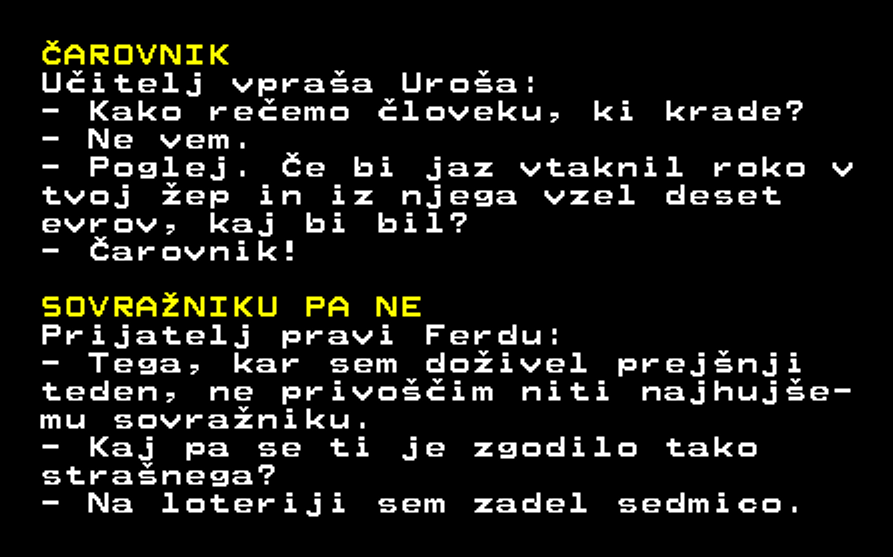 ČAROVNIK
Učitelj vpraša Uroša:
- Kako rečemo človeku, ki krade?
- Ne vem.
- Poglej. Če bi jaz vtaknil roko v
tvoj žep in iz njega vzel deset
evrov, kaj bi bil?
- Čarovnik!
SOVRAŽNIKU PA NE
Prijatelj pravi Ferdu:
- Tega, kar sem doživel prejšnji
teden, ne privoščim niti najhujše-
mu sovražniku.
- Kaj pa se ti je zgodilo tako
strašnega?
- Na loteriji sem zadel sedmico.